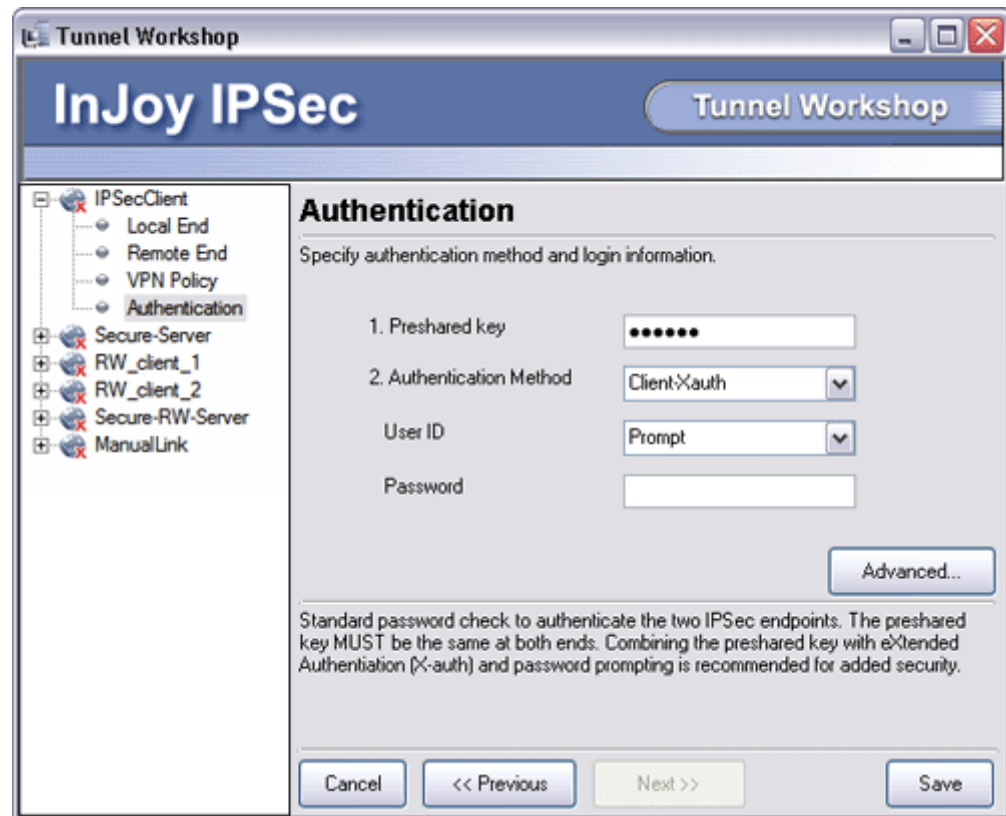 Tunnel Workshop
InJoy IPSec
Tunnel Workshop
IPSecClient
Local End
Remote End
VPN Policy
Authentication
Secure-Server
RW_client_1
RW_client_2
Secure-RW-Server
ManualLink
Authentication
Specify authentication method and login information.
1. Preshared key
••••••
2. Authentication Method
Client-Xauth
User ID
Prompt
Password
Advanced...
Standard password check to authenticate the two IPSec endpoints. The preshared
key MUST be the same at both ends. Combining the preshared key with eXtended
Authentiation (X-auth) and password prompting is recommended for added security.
Cancel
<< Previous
Next >>
Save